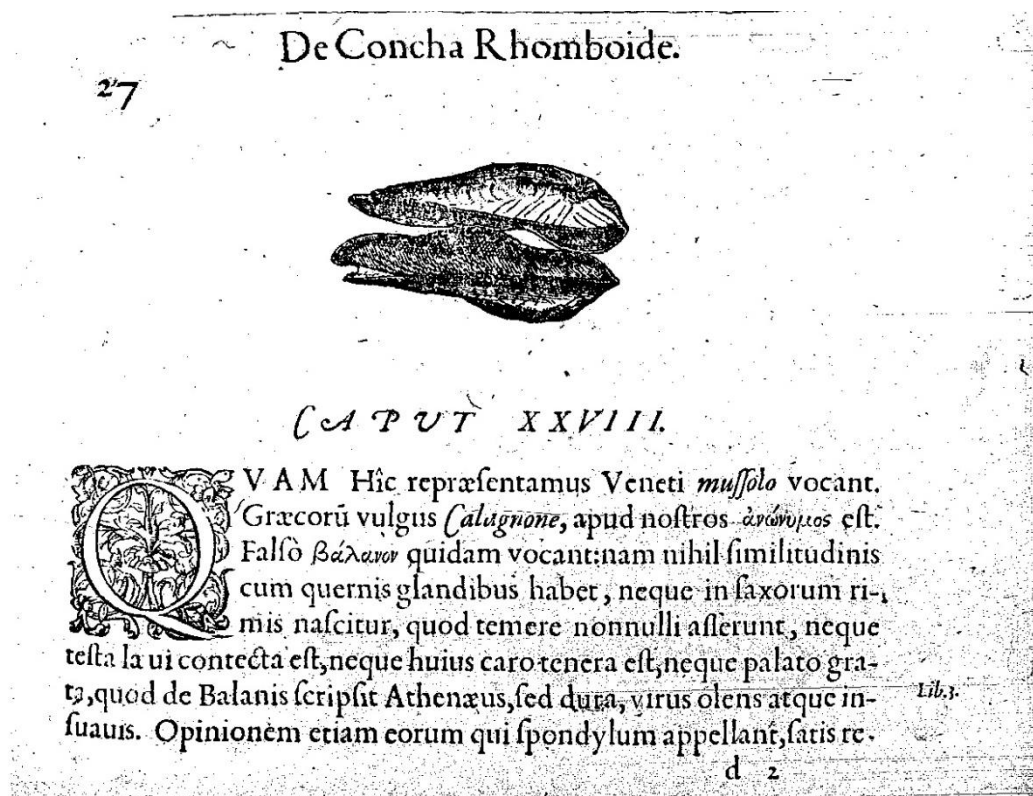 De Concha Rhomboide.
27
CAPUT XXVIII.
QVAM Hîc repræſentamus Veneti muſſolo vocant.
Græcorū vulgus Calagnone, apud noſtros ἀνώνυμος eſt.
Falſò βάλανον quidam vocant: nam nihil ſimilitudinis
cum quernis glandibus habet, neque in ſaxorum ri-
mis naſcitur, quod temere nonnulli aſſerunt, neque
teſta la ui contecta eſt, neque huius caro tenera eſt, neque palato gra-
ta, quod de Balanis ſcripſit Athenæus, ſed dura, virus olens atque in-
Lib. 3.
ſuauis. Opinionem etiam eorum qui ſpondylum appellant, ſatis re-
d 2